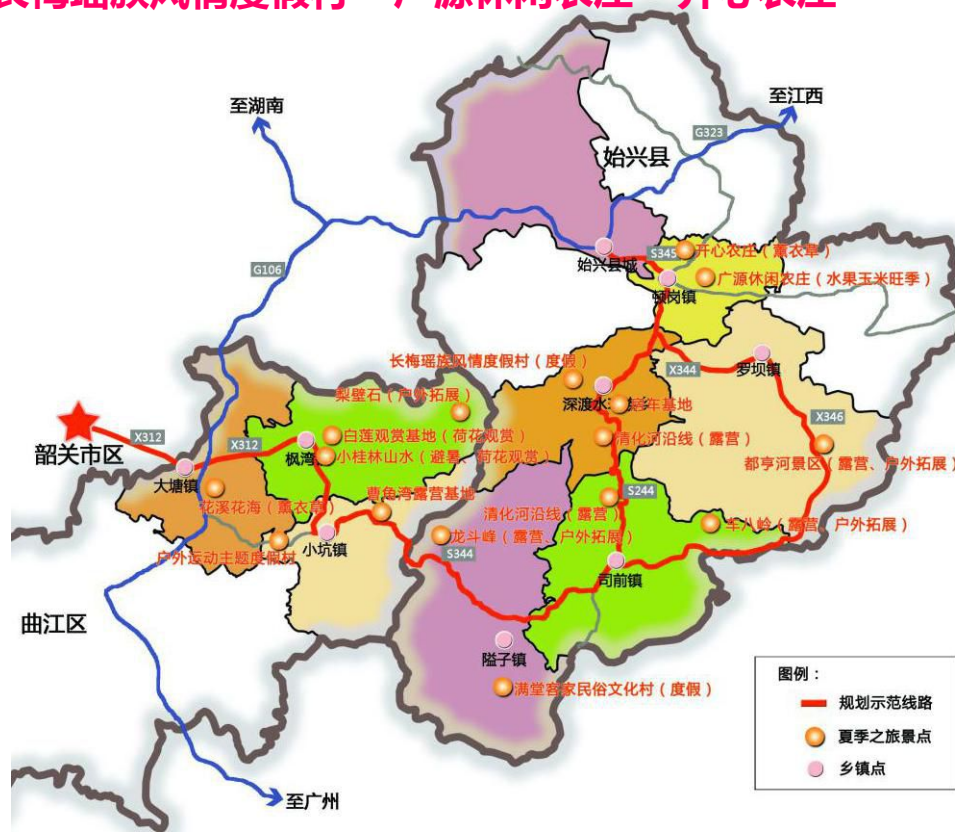 长梅瑶族风情度假村 广源休闲农庄 开心农庄
至湖南
至江西
G323
始兴县
始兴县城
S345
开心农庄（薰衣草）
顿岗镇
广源休闲农庄（水果玉米旺季）
G106
长梅瑶族风情度假村（度假）
X344
罗坝镇
梨壁石（户外拓展）
深渡水
房车基地
X346
韶关市区
X312
X312
枫湾
白莲观赏基地（荷花观赏）
清化河沿线（露营）
小桂林山水（避暑、荷花观赏）
都亨河景区（露营、户外拓展）
大塘镇
花溪花海（薰衣草）
曹角湾露营基地
S244
清化河沿线（露营）
车八岭（露营、户外拓展）
龙斗峰（露营、户外拓展）
小坑镇
户外运动主题度假村
S344
司前镇
曲江区
隘子镇
满堂客家民俗文化村（度假）
至广州
图例：
规划示范线路
夏季之旅景点
乡镇点